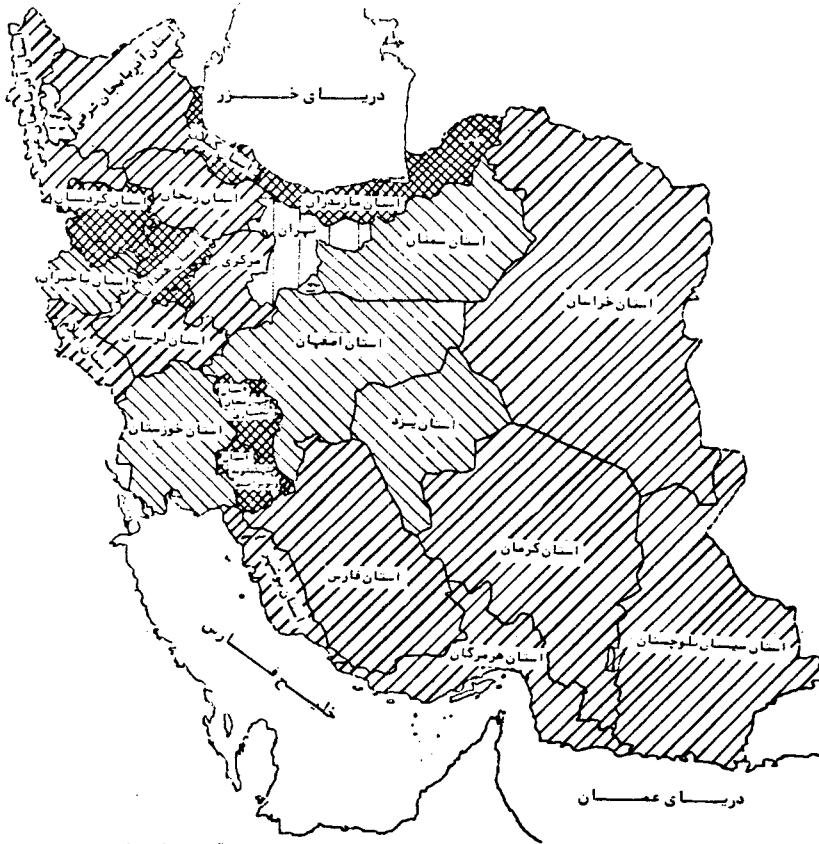 دریای خزر
استان آذربایجان شرقی
استان کردستان
استان زنجان
استان مازندران
تهران
استان سمنان
استان باختران
مرکزی
استان خراسان
استان لرستان
استان اصفهان
استان خوزستان
استان یزد
استان فارس
استان کرمان
استان هرمزگان
استان سیستان بلوچستان
خلیج فارس
دریای عمان